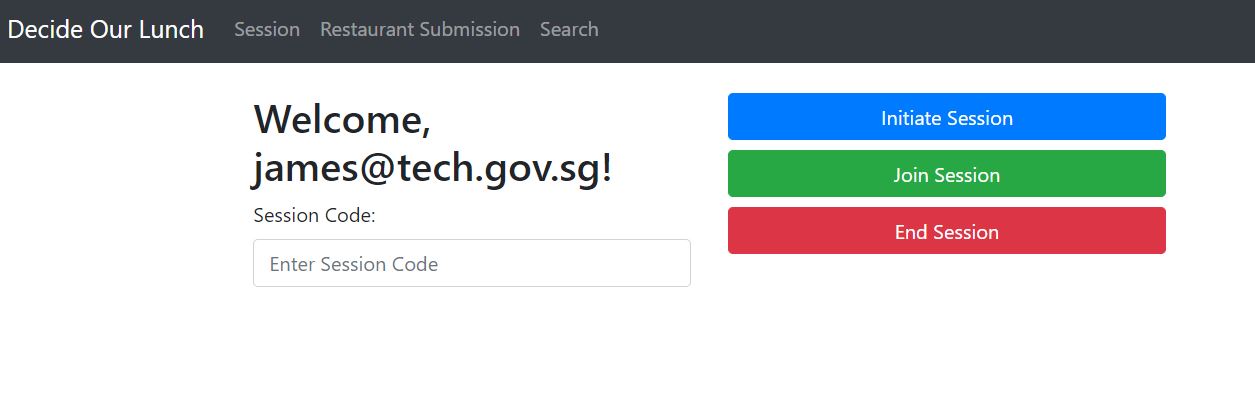 Decide Our Lunch Session Restaurant Submission Search
Welcome,
james@tech.gov.sg!
Session Code:
Enter Session Code
Initiate Session
Join Session
End Session